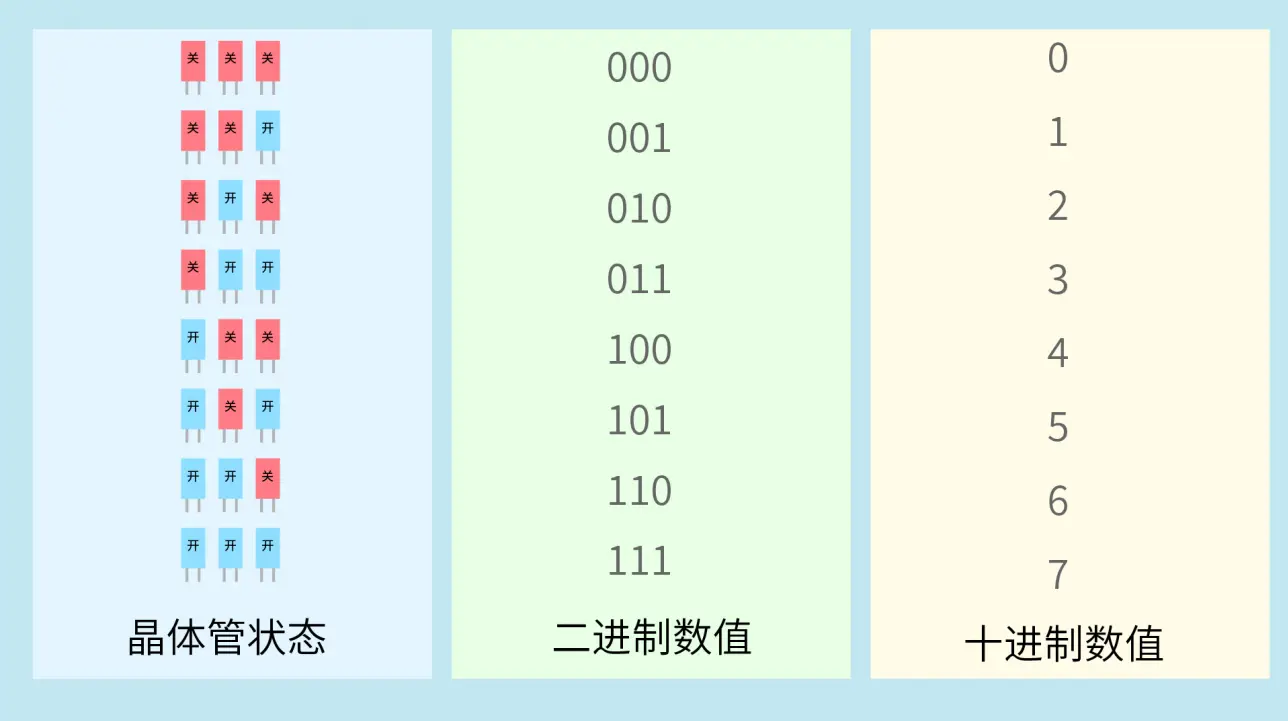 关 关 关
关 关 开
关 开 关
关 开 开
开 关 关
开 关 开
开 开 关
开 开 开
晶体管状态
000
001
010
011
100
101
110
111
二进制数值
0
1
2
3
4
5
6
7
十进制数值